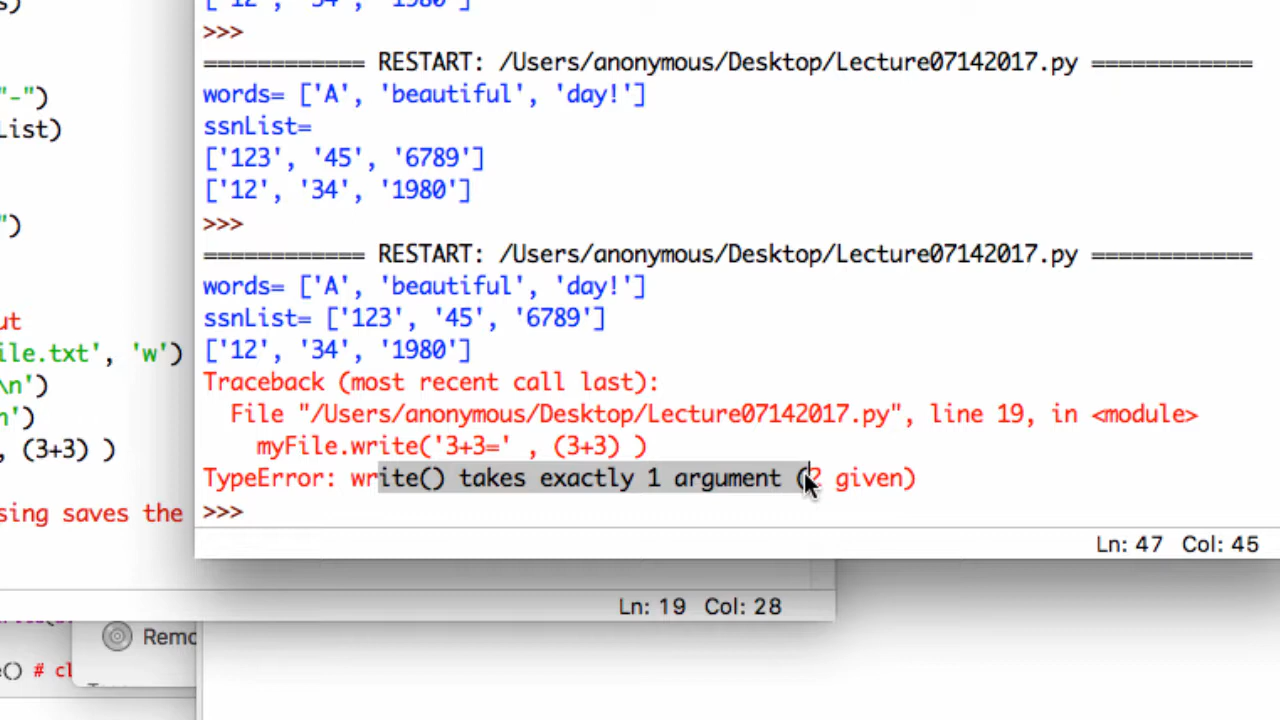 s)
"-")
List)
")
ut
ile.txt', 'w')
\n')
n')
, (3+3) )
sing saves the
['12', '34', '1980']
>>>
============ RESTART: /Users/anonymous/Desktop/Lecture07142017.py ============
words= ['A', 'beautiful', 'day!']
ssnList=
['123', '45', '6789']
['12', '34', '1980']
>>>
============ RESTART: /Users/anonymous/Desktop/Lecture07142017.py ============
words= ['A', 'beautiful', 'day!']
ssnList= ['123', '45', '6789']
['12', '34', '1980']
Traceback (most recent call last):
File "/Users/anonymous/Desktop/Lecture07142017.py", line 19, in <module>
myFile.write('3+3=' , (3+3) )
TypeError: write() takes exactly 1 argument (2 given)
>>>
Ln: 47 Col: 45
Ln: 19 Col: 28
Remo
() # cl